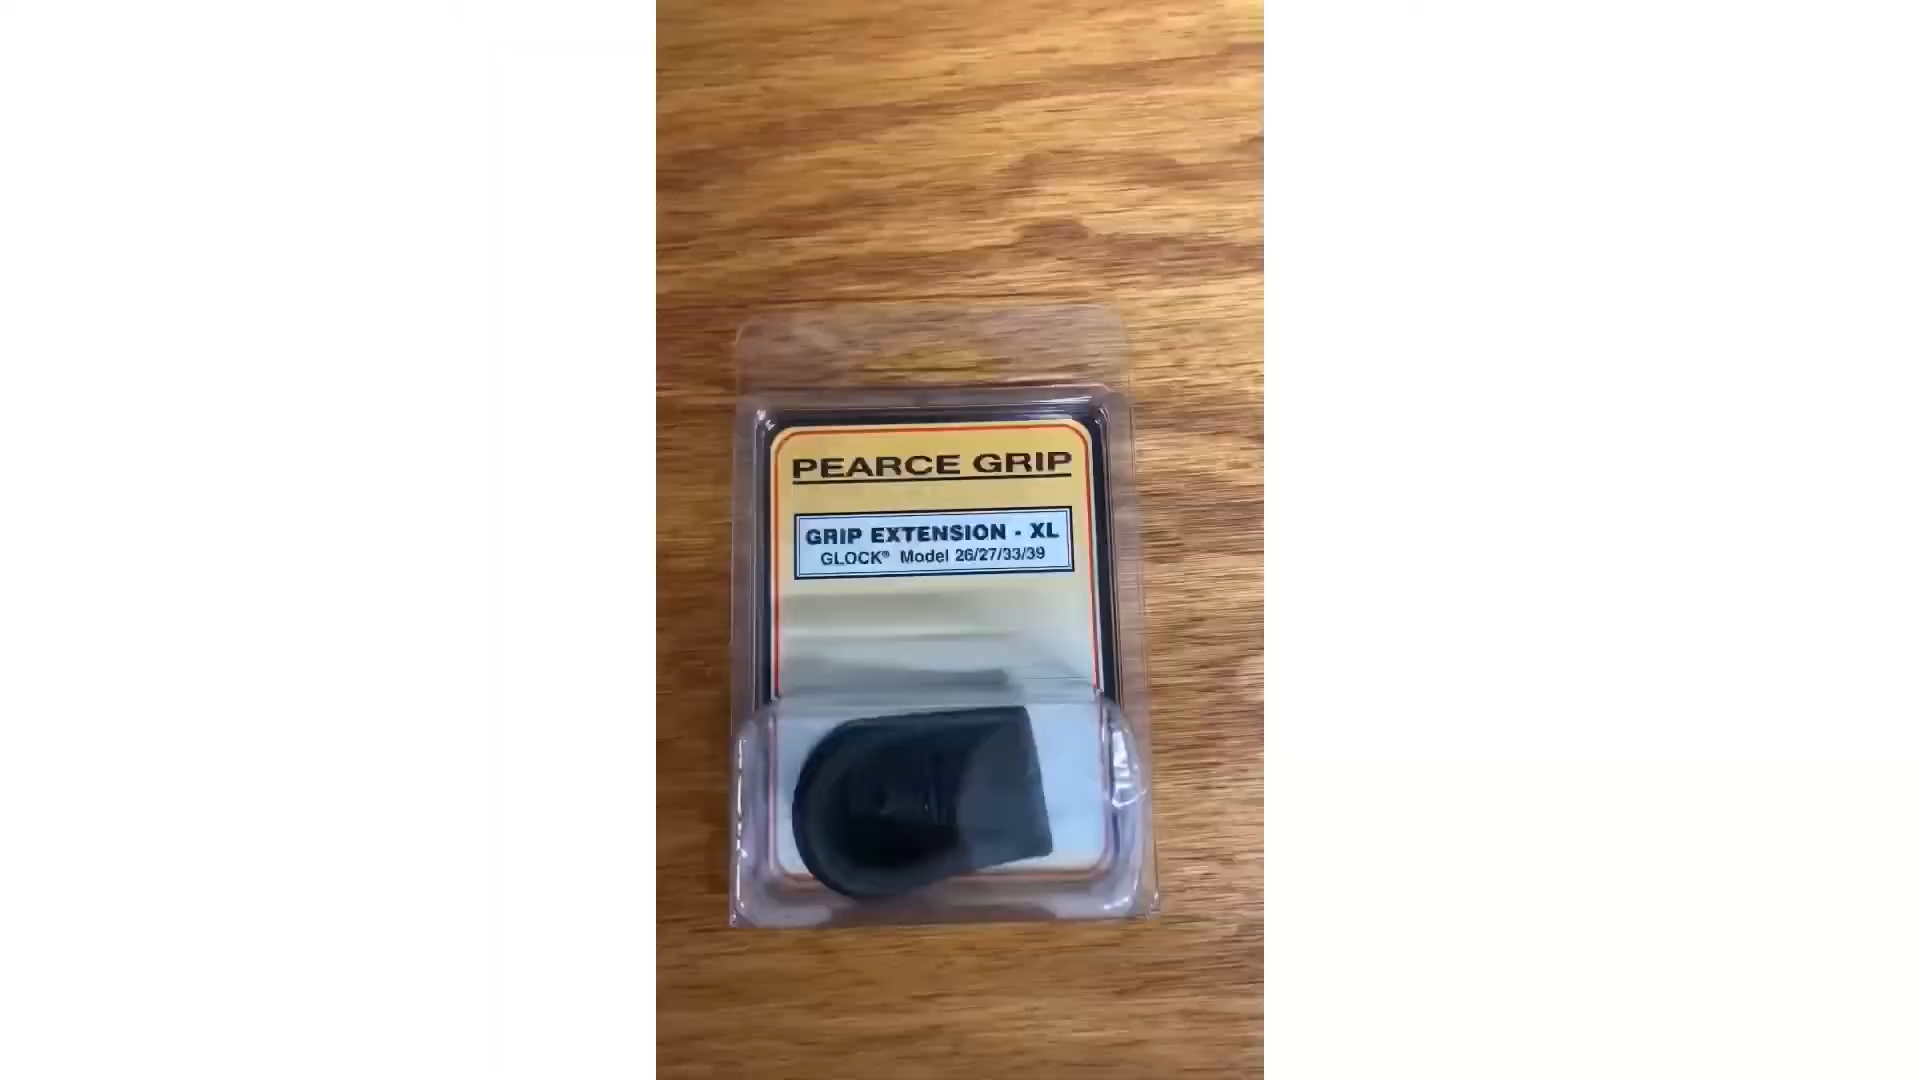 PEARCE GRIP
GRIP EXTENSION - XL
GLOCK® Model 26/27/33/39